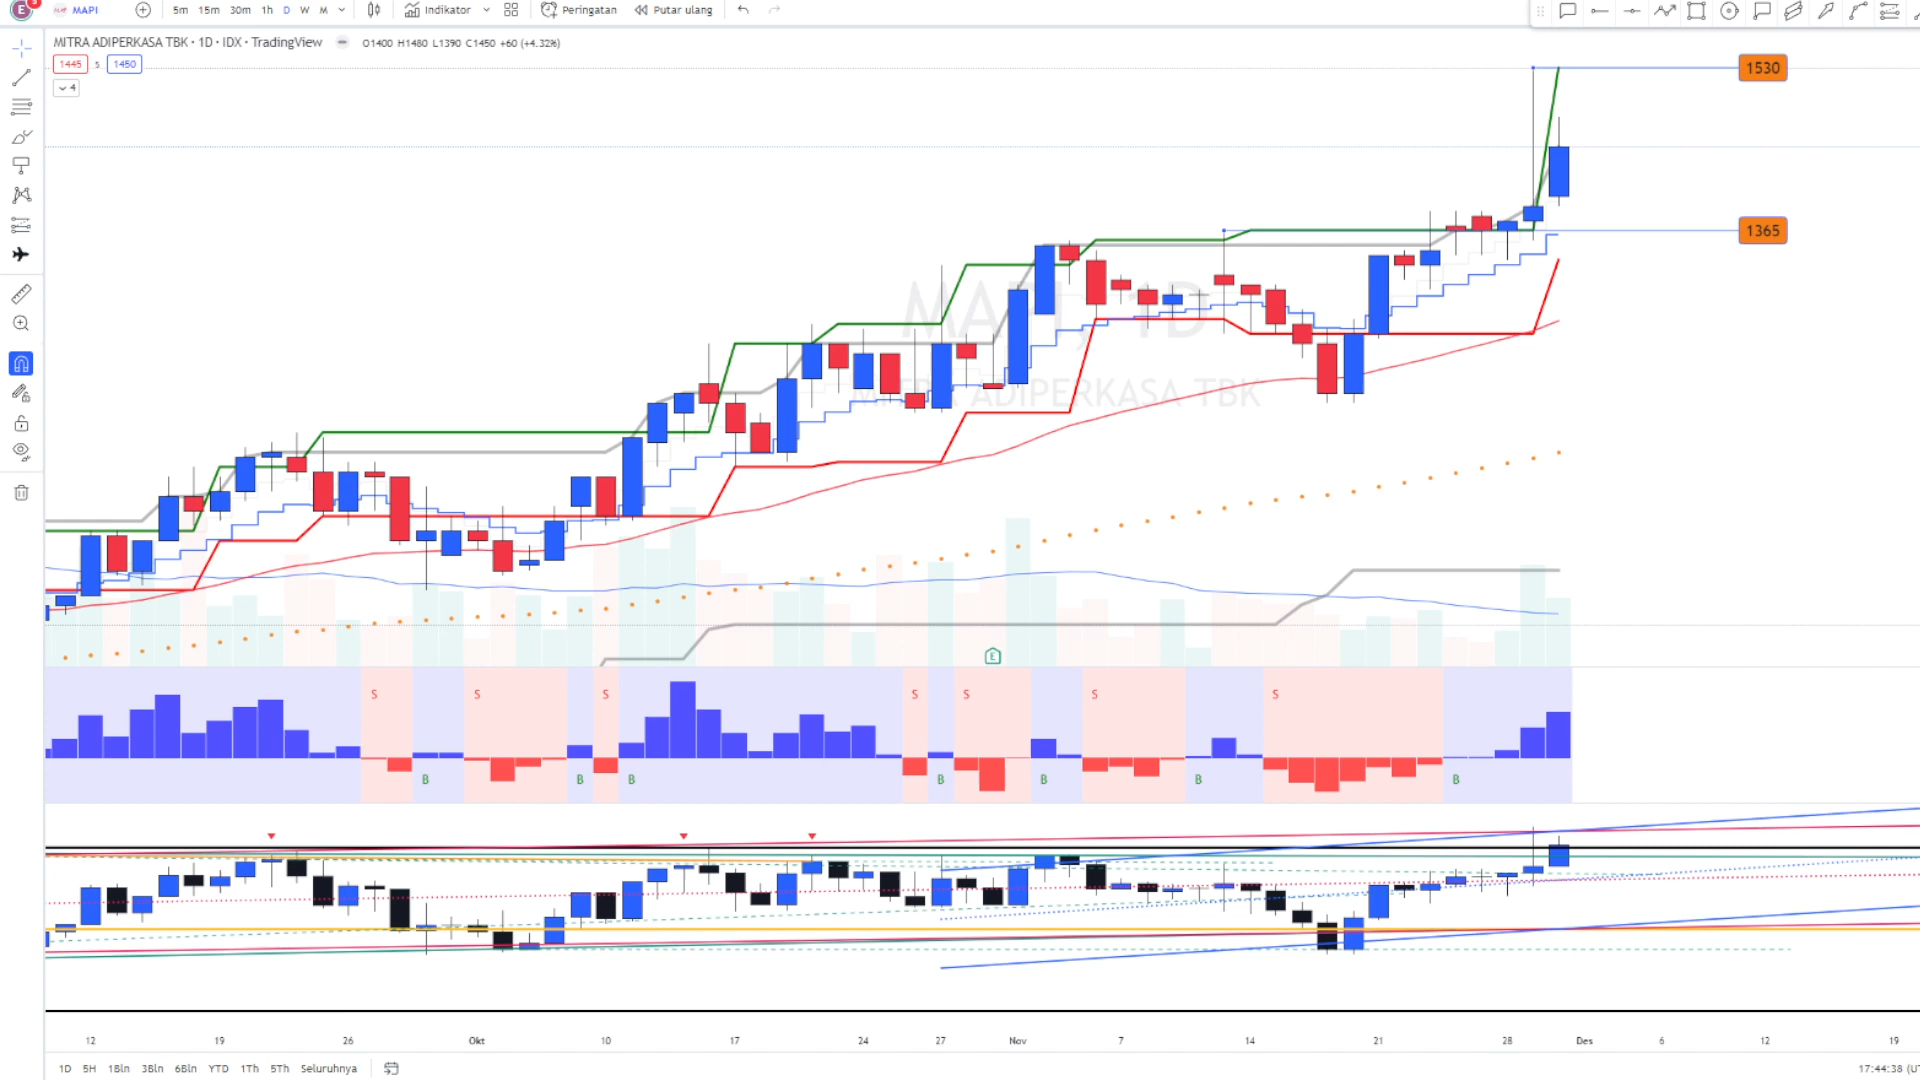 E 5 MAPI 5m 15m 30m 1h D W M Indikator Peringatan Putar ulang
MITRA ADIPERKASA TBK · 1D · IDX · TradingView O1400 H1480 L1390 C1450 +60 (+4.32%)
1445 5 1450
4
1530
1365
MAPI, 1D
MITRA ADIPERKASA TBK
E
S S S S S S S
B B B B B B B
12 19 26 Okt 10 17 24 27 Nov 7 14 21 28 Des 6 12 19
1D 5H 1Bln 3Bln 6Bln YTD 1Th 5Th Seluruhnya 17:44:38 (UT